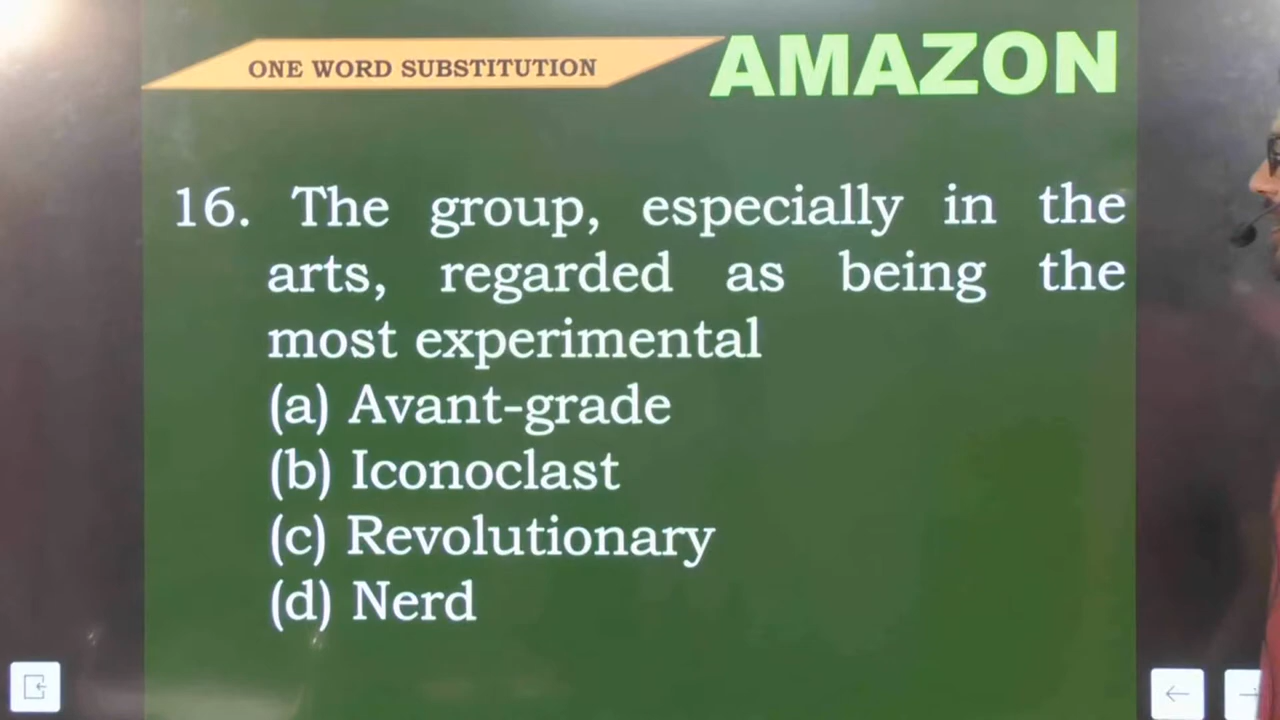 ONE WORD SUBSTITUTION
AMAZON
16. The group, especially in the
arts, regarded as being the
most experimental
(a) Avant-grade
(b) Iconoclast
(c) Revolutionary
(d) Nerd